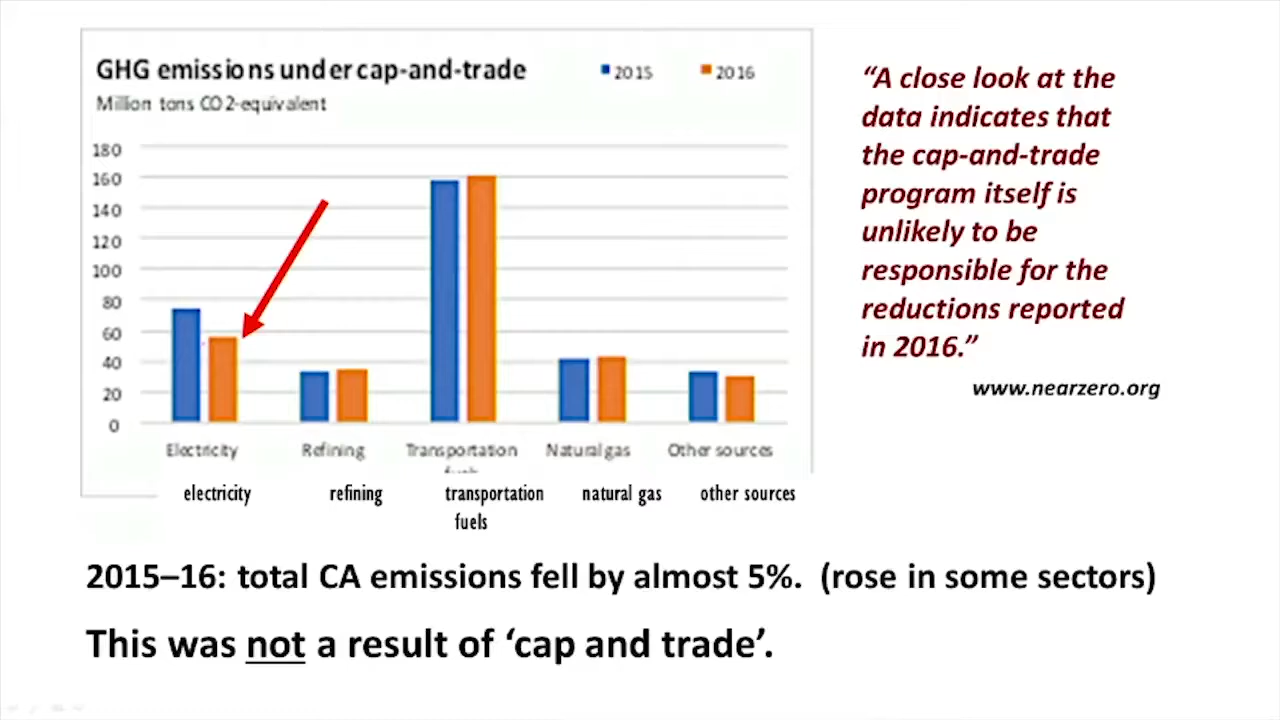 GHG emissions under cap-and-trade
2015
2016
Million tons CO2-equivalent
180
160
140
120
100
80
60
40
20
0
Electricity
Refining
Transportation
Natural gas
Other sources
electricity
refining
transportation
natural gas
other sources
fuels
“A close look at the
data indicates that
the cap-and-trade
program itself is
unlikely to be
responsible for the
reductions reported
in 2016.”
www.nearzero.org
2015–16: total CA emissions fell by almost 5%. (rose in some sectors)
This was not a result of ‘cap and trade’.